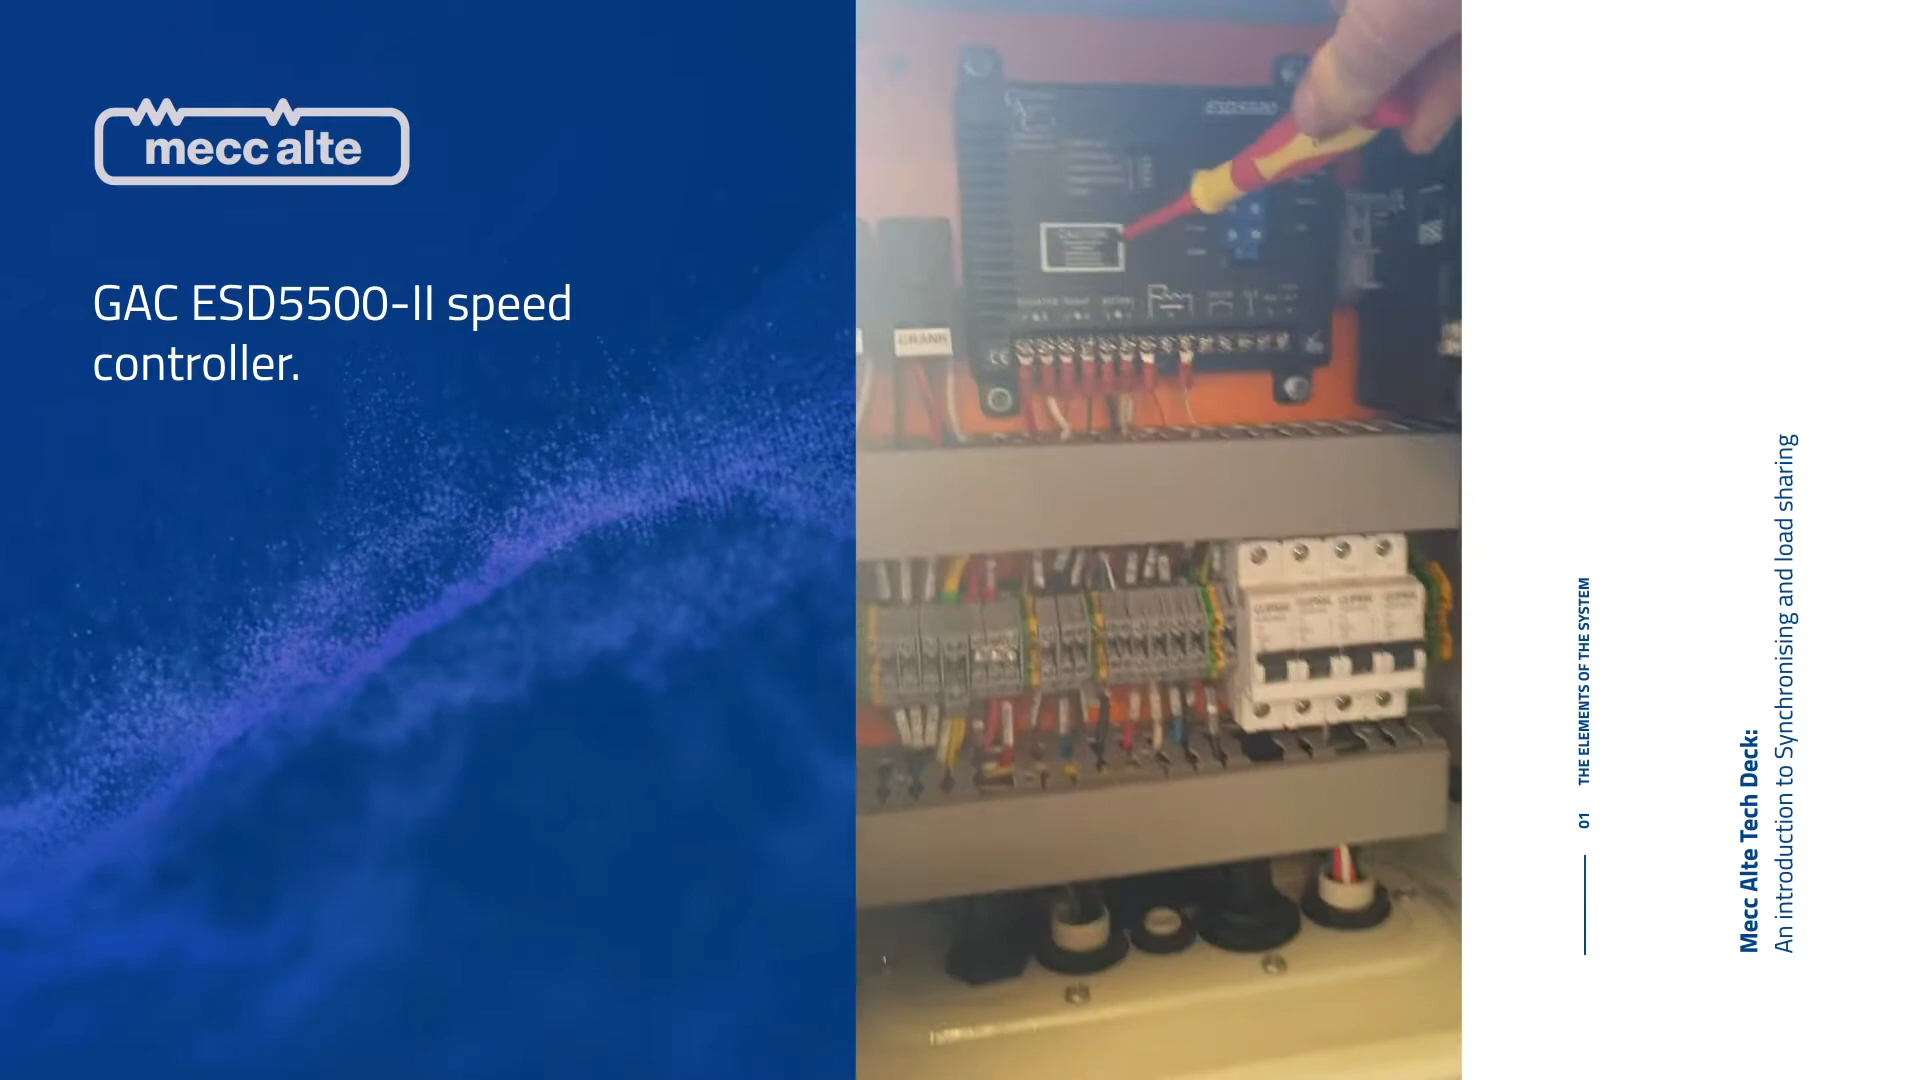 mecc alte
GAC ESD5500-II speed
controller.
ESD5500
CAUTION
CRANK
01 THE ELEMENTS OF THE SYSTEM
Mecc Alte Tech Deck:
An introduction to Synchronising and load sharing